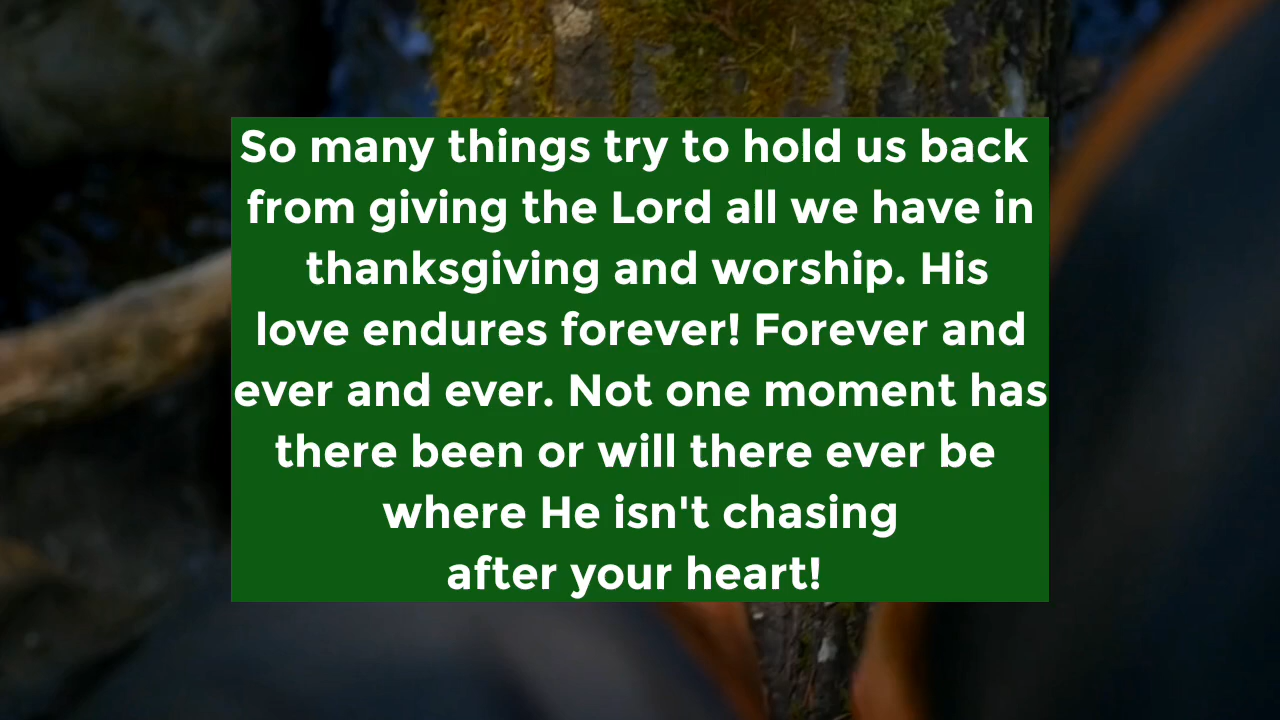 So many things try to hold us back
from giving the Lord all we have in
thanksgiving and worship. His
love endures forever! Forever and
ever and ever. Not one moment has
there been or will there ever be
where He isn't chasing
after your heart!